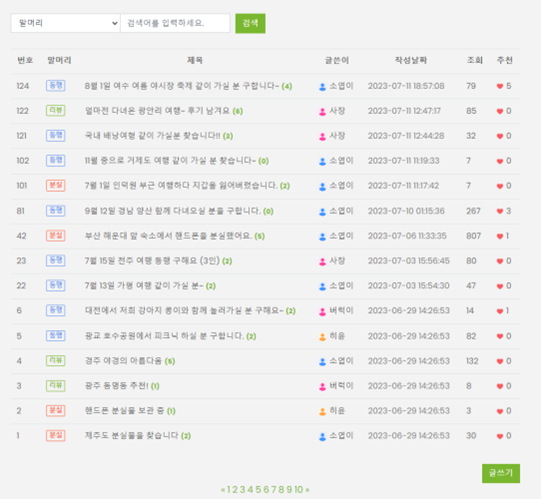 말머리 검색어를 입력하세요. 검색
번호 말머리 제목 글쓴이 작성날짜 조회 추천
124 동행 8월 1일 여수 여름 야시장 축제 같이 가실 분 구합니다~ (4) 소엽이 2023-07-11 18:57:08 79 5
122 리뷰 얼마전 다녀온 광안리 여행~ 후기 남겨요 (6) 사장 2023-07-11 12:47:17 85 0
121 동행 국내 배낭여행 같이 가실분 찾습니다!! (3) 사장 2023-07-11 12:44:28 32 0
102 동행 11월 중으로 거제도 여행 같이 가실 분 찾습니다~ (0) 소엽이 2023-07-11 11:19:33 7 0
101 분실 7월 1일 인덕원 부근 여행하다 지갑을 잃어버렸습니다. (2) 소엽이 2023-07-11 11:17:42 7 0
81 동행 9월 12일 경남 양산 함께 다녀오실 분을 구합니다. (0) 소엽이 2023-07-10 01:15:36 267 3
42 분실 부산 해운대 앞 숙소에서 핸드폰을 분실했어요. (5) 소엽이 2023-07-06 11:33:35 807 1
23 동행 7월 15일 전주 여행 동행 구해요 (3인) (2) 사장 2023-07-03 15:56:45 80 0
22 동행 7월 13일 가평 여행 같이 가실 분~ (2) 소엽이 2023-07-03 15:54:30 47 0
6 동행 대전에서 저희 강아지 뽕이와 함께 놀러가실 분 구해요~ (2) 버럭이 2023-06-29 14:26:53 14 1
5 동행 광교 호수공원에서 피크닉 하실 분 구합니다. (3) 히윤 2023-06-29 14:26:53 82 0
4 리뷰 경주 야경의 아름다움 (5) 소엽이 2023-06-29 14:26:53 132 0
3 리뷰 광주 동명동 추천! (1) 버럭이 2023-06-29 14:26:53 8 0
2 분실 핸드폰 분실물 보관 중 (1) 히윤 2023-06-29 14:26:53 3 0
1 분실 제주도 분실물을 찾습니다 (2) 소엽이 2023-06-29 14:26:53 30 0
글쓰기
« 1 2 3 4 5 6 7 8 9 10 »